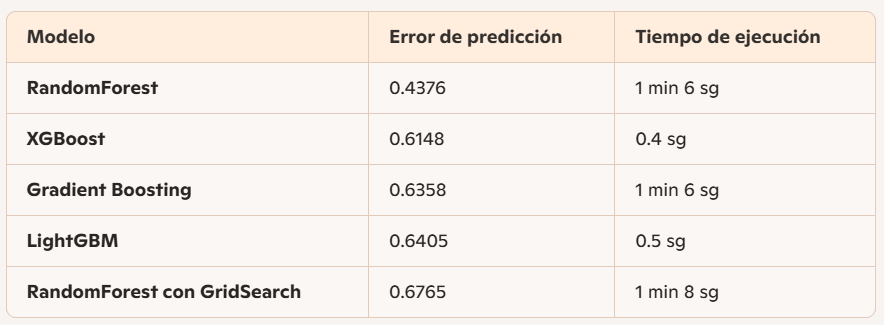 Modelo Error de predicción Tiempo de ejecución
RandomForest 0.4376 1 min 6 sg
XGBoost 0.6148 0.4 sg
Gradient Boosting 0.6358 1 min 6 sg
LightGBM 0.6405 0.5 sg
RandomForest con GridSearch 0.6765 1 min 8 sg